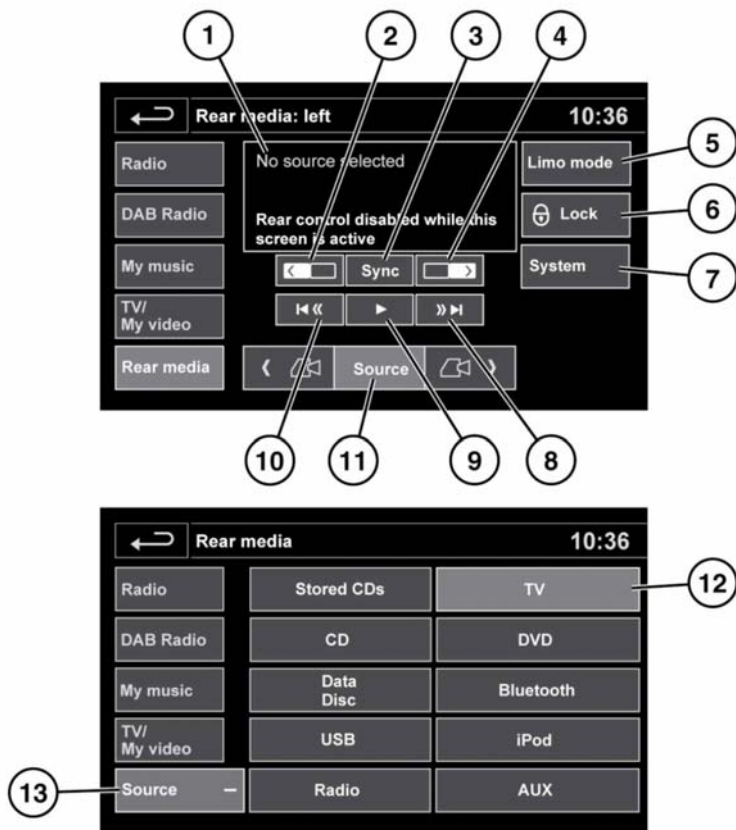 1 2 3 4
Rear media: left 10:36
Radio No source selected Limo mode 5
DAB Radio Rear control disabled while this Lock 6
screen is active
My music Sync System 7
TV/
My video
Rear media Source
10 11 9 8
Rear media 10:36
Radio Stored CDs TV 12
DAB Radio CD DVD
My music Data
Disc Bluetooth
TV/
My video USB iPod
13 Source – Radio AUX